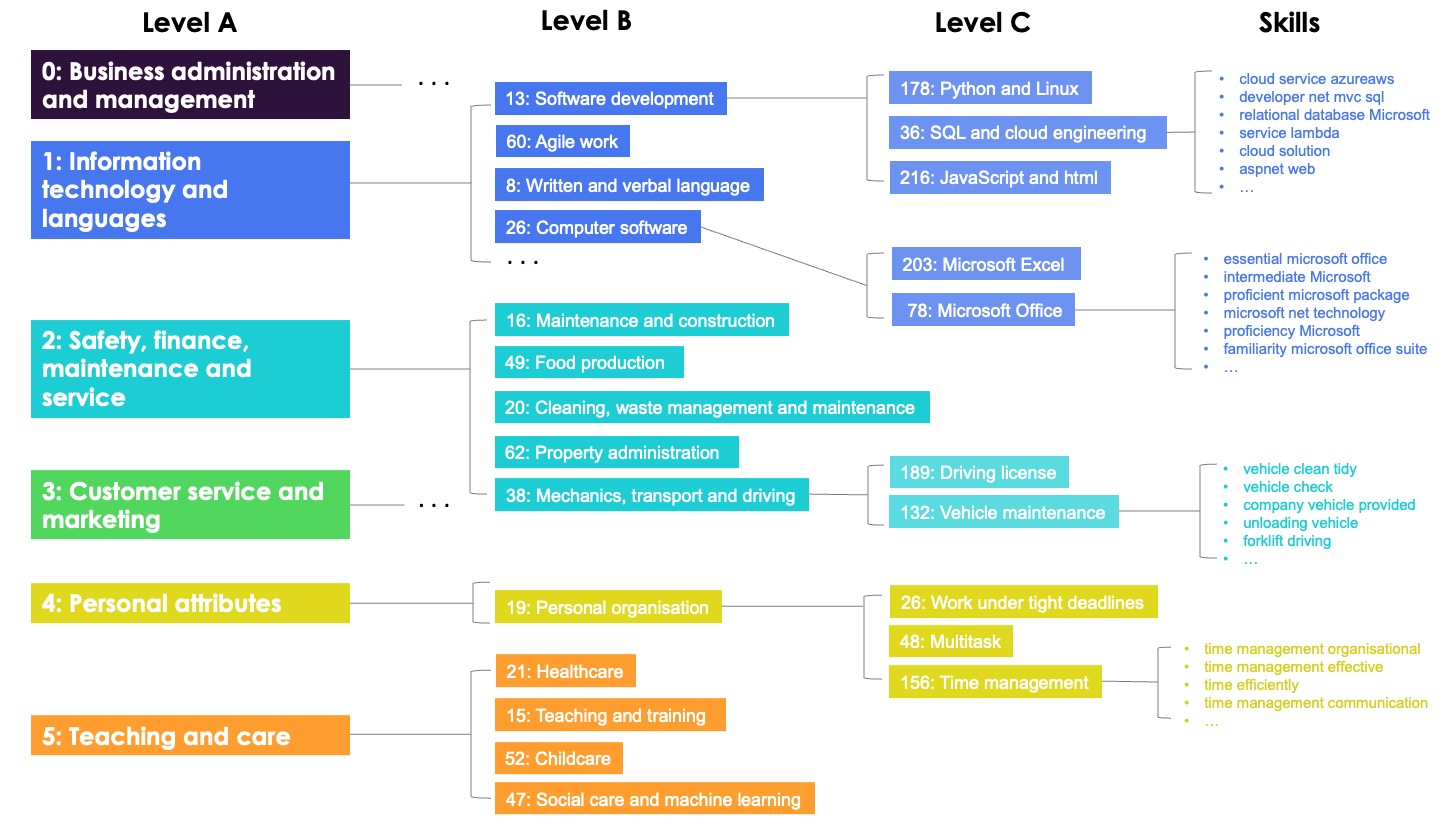 Level A
Level B
Level C
Skills
0: Business administration
and management
. . .
1: Information
technology and
languages
13: Software development
60: Agile work
8: Written and verbal language
26: Computer software
. . .
178: Python and Linux
36: SQL and cloud engineering
216: JavaScript and html
• cloud service azureaws
• developer net mvc sql
• relational database Microsoft
• service lambda
• cloud solution
• aspnet web
• …
203: Microsoft Excel
78: Microsoft Office
• essential microsoft office
• intermediate Microsoft
• proficient microsoft package
• microsoft net technology
• proficiency Microsoft
• familiarity microsoft office suite
• …
2: Safety, finance,
maintenance and
service
16: Maintenance and construction
49: Food production
20: Cleaning, waste management and maintenance
62: Property administration
38: Mechanics, transport and driving
189: Driving license
132: Vehicle maintenance
• vehicle clean tidy
• vehicle check
• company vehicle provided
• unloading vehicle
• forklift driving
• …
3: Customer service and
marketing
. . .
4: Personal attributes
19: Personal organisation
26: Work under tight deadlines
48: Multitask
156: Time management
• time management organisational
• time management effective
• time efficiently
• time management communication
• …
5: Teaching and care
21: Healthcare
15: Teaching and training
52: Childcare
47: Social care and machine learning